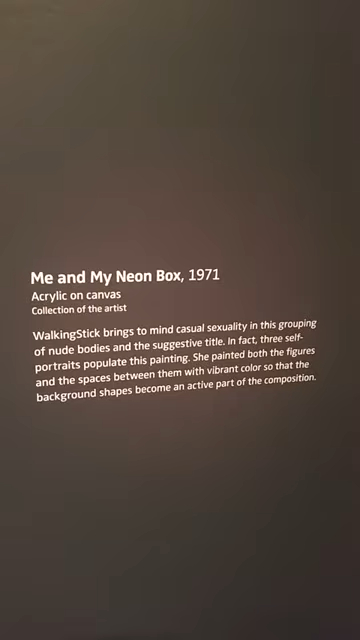 Me and My Neon Box, 1971
Acrylic on canvas
Collection of the artist
WalkingStick brings to mind casual sexuality in this grouping
of nude bodies and the suggestive title. In fact, three self-
portraits populate this painting. She painted both the figures
and the spaces between them with vibrant color so that the
background shapes become an active part of the composition.